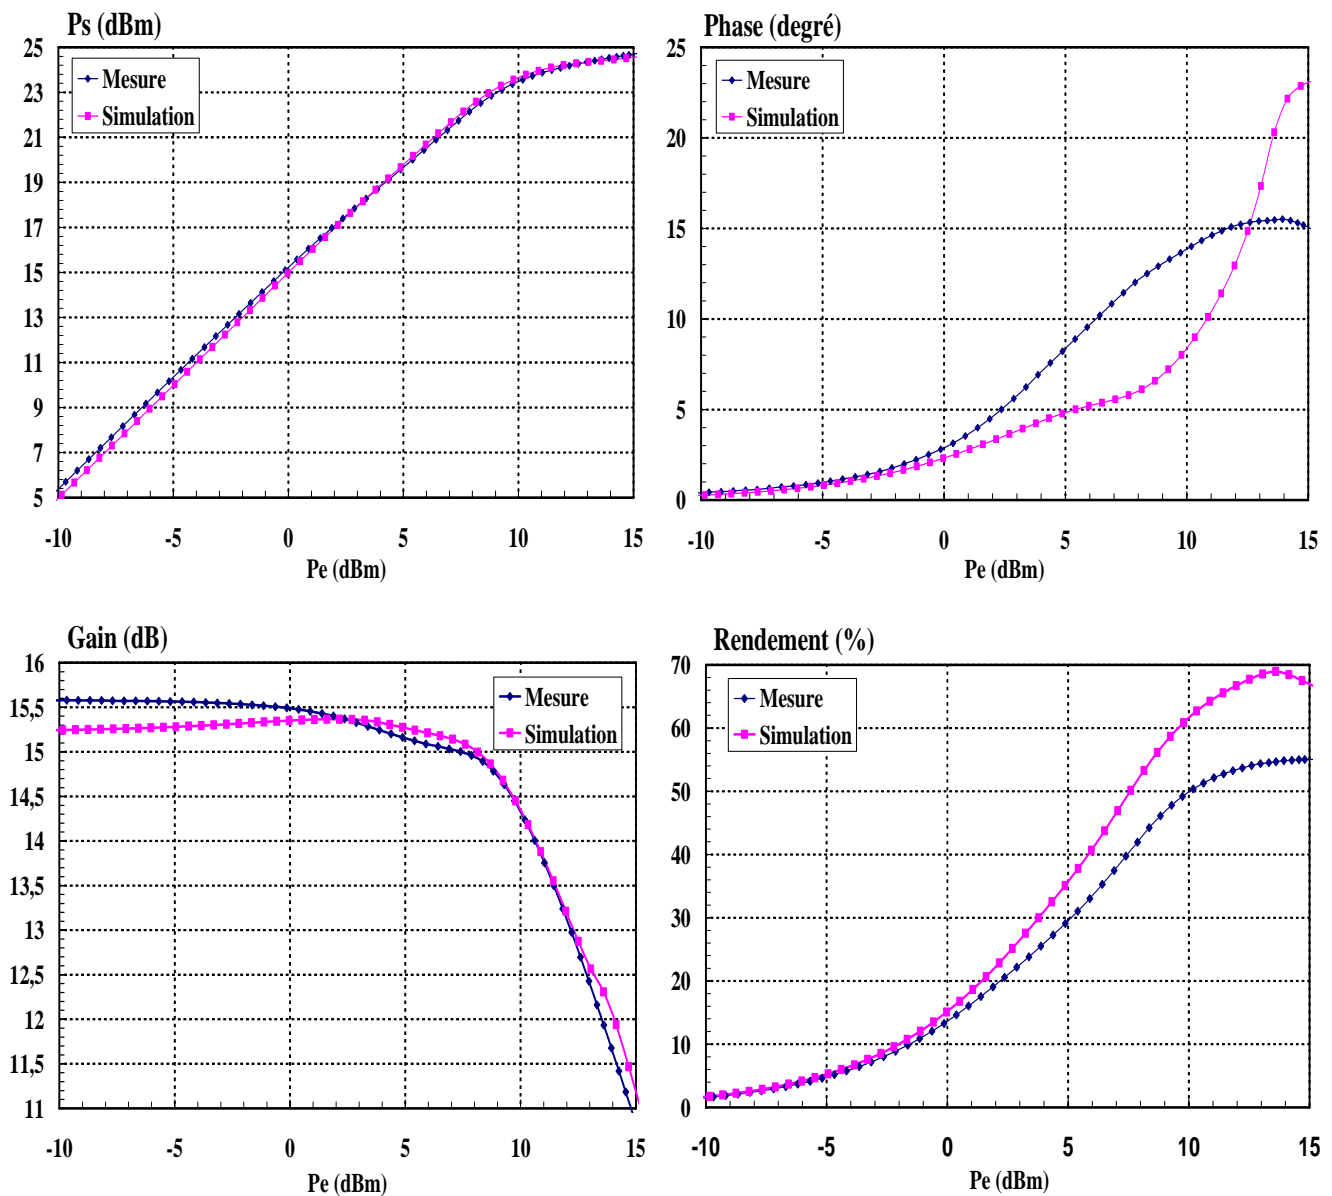 Ps (dBm)
25
23
21
19
17
15
13
11
9
7
5
Mesure
Simulation
-10 -5 0 5 10 15
Pe (dBm)
Phase (degré)
25
20
15
10
5
0
Mesure
Simulation
-10 -5 0 5 10 15
Pe (dBm)
Gain (dB)
16
15,5
15
14,5
14
13,5
13
12,5
12
11,5
11
Mesure
Simulation
-10 -5 0 5 10 15
Pe (dBm)
Rendement (%)
70
60
50
40
30
20
10
0
Mesure
Simulation
-10 -5 0 5 10 15
Pe (dBm)